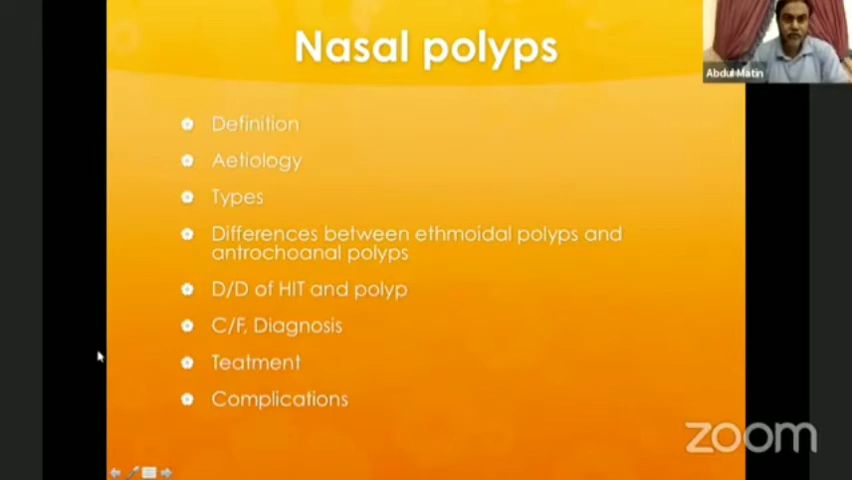 Nasal polyps
Abdul Matin
Definition
Aetiology
Types
Differences between ethmoidal polyps and
antrochoanal polyps
D/D of HIT and polyp
C/F, Diagnosis
Teatment
Complications
zoom